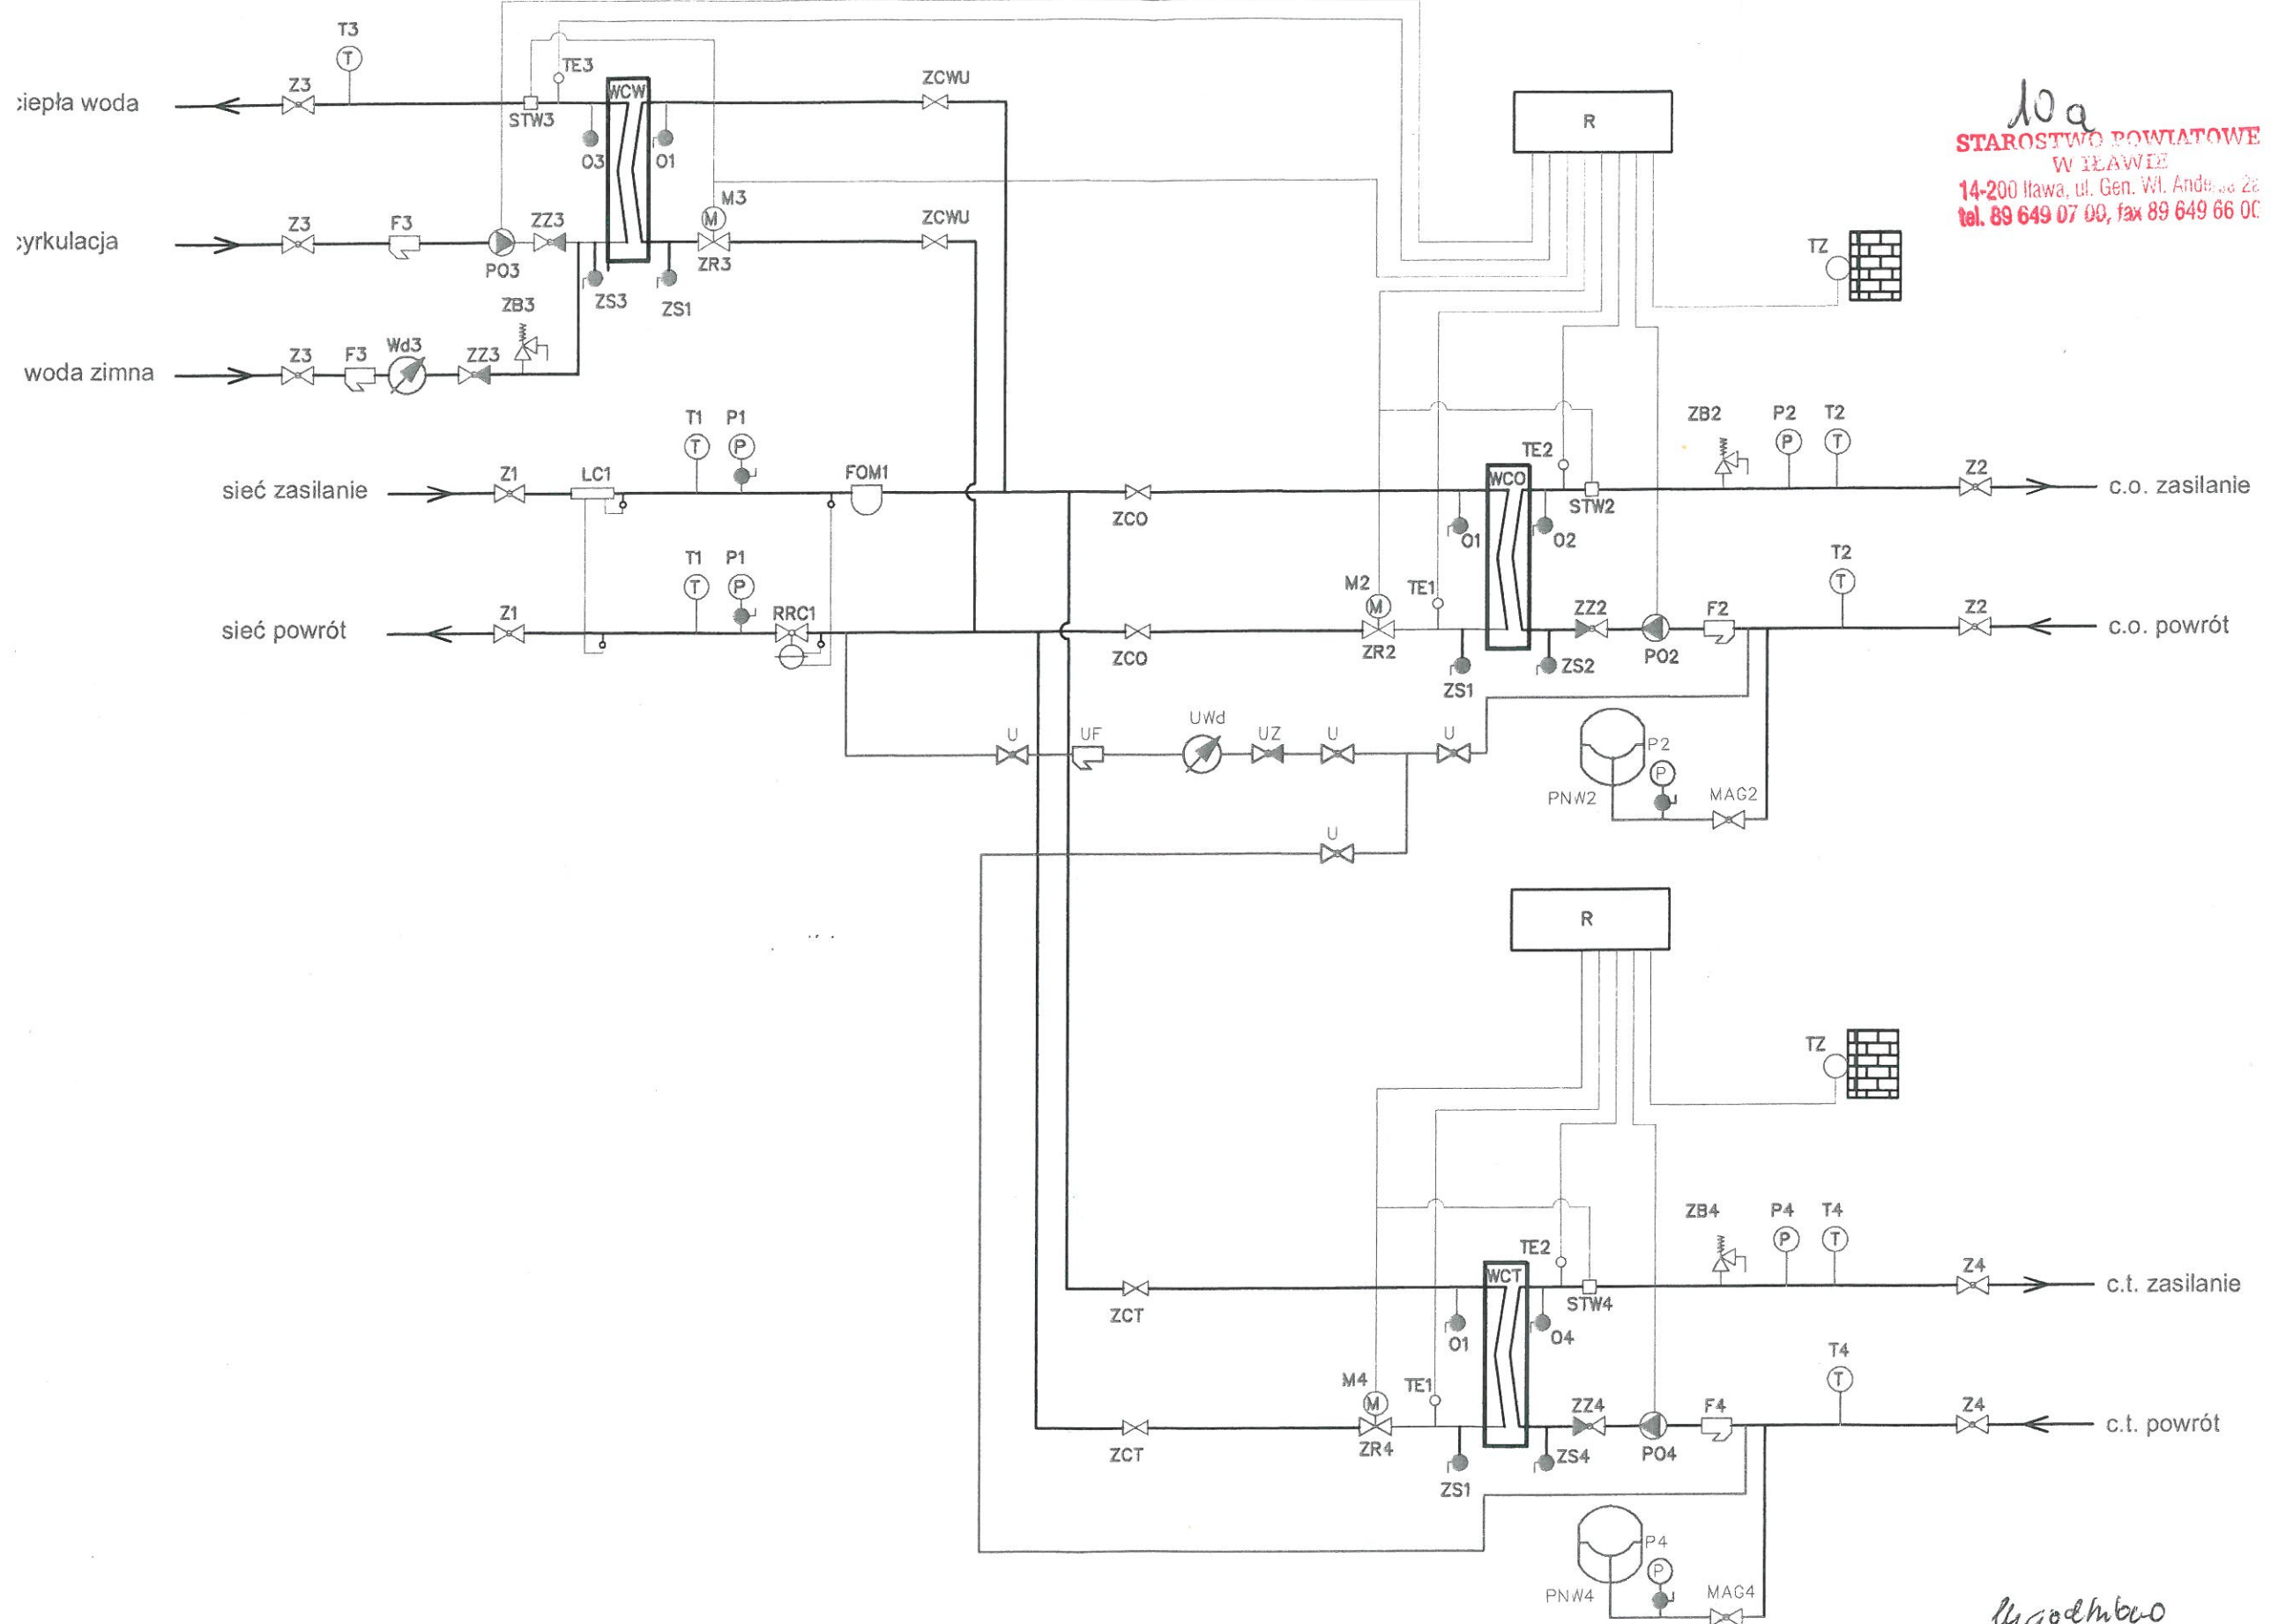 T3
Z3
TE3
WCW
ZCWU
ciepła woda
STW3
O3
O1
R
10a
STAROSTWO POWIATOWE
W IŁAWIE
14-200 Iława, ul. Gen. Wł.
tel. 89 649 07 00, fax 89 649 66 00
M3
M
cyrkulacja
Z3
F3
ZZ3
ZCWU
TZ
PO3
ZR3
ZS3
ZS1
ZB3
woda zimna
Z3
F3
Wd3
ZZ3
T1
P1
ZB2
P2
T2
T
P
P
T
sieć zasilanie
Z1
LC1
FOM1
ZCO
WCO
TE2
STW2
Z2
c.o. zasilanie
O1
O2
T1
P1
T2
T
P
T
sieć powrót
Z1
RRC1
ZCO
M2
M
TE1
ZZ2
F2
Z2
c.o. powrót
ZR2
ZS1
ZS2
PO2
U
UF
UWd
UZ
U
U
P2
P
PNW2
MAG2
U
R
TZ
ZB4
P4
T4
P
T
TE2
WCT
STW4
Z4
c.t. zasilanie
ZCT
O1
O4
T4
T
M4
M
TE1
ZZ4
F4
Z4
c.t. powrót
ZCT
ZR4
ZS1
ZS4
PO4
P4
P
PNW4
MAG4